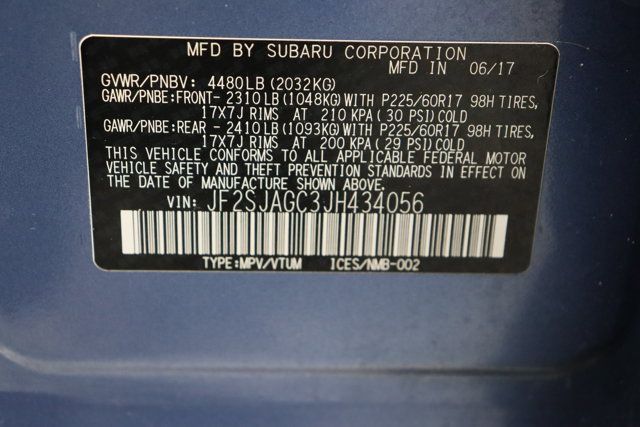 MFD BY SUBARU CORPORATION
MFD IN 06/17
GVWR/PNBV: 4480LB (2032KG)
GAWR/PNBE:FRONT- 2310LB(1048KG)WITH P225/60R17 98H TIRES,
17X7J RIMS AT 210 KPA(30 PSI)COLD
GAWR/PNBE:REAR -2410LB(1093KG)WITH P225/60R17 98H TIRES,
17X7J RIMS AT 200 KPA(29 PSI)COLD
THIS VEHICLE CONFORMS TO ALL APPLICABLE FEDERAL MOTOR
VEHICLE SAFETY AND THEFT PREVENTION STANDARDS IN EFFECT ON
THE DATE OF MANUFACTURE SHOWN ABOVE.
VIN: JF2SJAGC3JH434056
TYPE:MPV/VTUM ICES/NMB-002